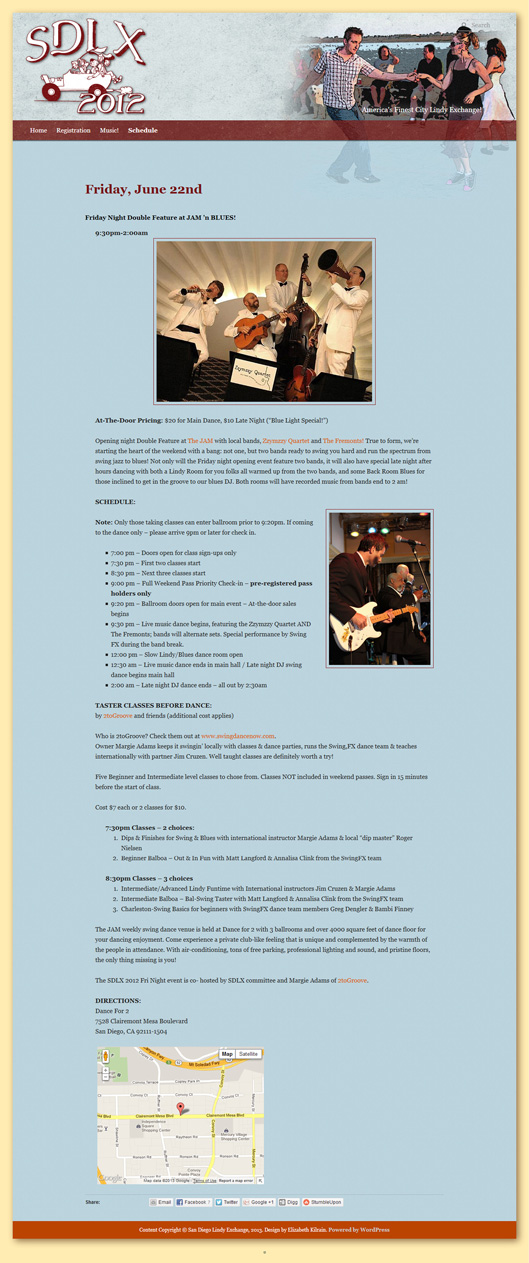 SDLX
2012
Search
America's Finest City Lindy Exchange!
Home Registration Music! Schedule
Friday, June 22nd
Friday Night Double Feature at JAM 'n BLUES!
9:30pm-2:00am
Zzymzzy Quartet
At-The-Door Pricing: $20 for Main Dance, $10 Late Night ("Blue Light Special!")
Opening night Double Feature at The JAM with local bands, Zzymzzy Quartet and The Fremonts! True to form, we're
starting the heart of the weekend with a bang: not one, but two bands ready to swing you hard and run the spectrum from
swing jazz to blues! Not only will the Friday night opening event feature two bands, it will also have special late night after
hours dancing with both a Lindy Room for you folks all warmed up from the two bands, and some Back Room Blues for
those inclined to get in the groove to our blues DJ. Both rooms will have recorded music from bands end to 2 am!
SCHEDULE:
Note: Only those taking classes can enter ballroom prior to 9:20pm. If coming
to the dance only – please arrive 9pm or later for check in.
7:00 pm – Doors open for class sign-ups only
7:30 pm – First two classes start
8:30 pm – Next three classes start
9:00 pm – Full Weekend Pass Priority Check-in – pre-registered pass
holders only
9:20 pm – Ballroom doors open for main event – At-the-door sales
begins
9:30 pm – Live music dance begins, featuring the Zzymzzy Quartet AND
The Fremonts; bands will alternate sets. Special performance by Swing
FX during the band break.
12:00 pm – Slow Lindy/Blues dance room open
12:30 am – Live music dance ends in main hall / Late night DJ swing
dance begins main hall
2:00 am – Late night DJ dance ends – all out by 2:30am
TASTER CLASSES BEFORE DANCE:
by 2toGroove and friends (additional cost applies)
Who is 2toGroove? Check them out at www.swingdancenow.com.
Owner Margie Adams keeps it swingin' locally with classes & dance parties, runs the Swing,FX dance team & teaches
internationally with partner Jim Cruzen. Well taught classes are definitely worth a try!
Five Beginner and Intermediate level classes to chose from. Classes NOT included in weekend passes. Sign in 15 minutes
before the start of class.
Cost $7 each or 2 classes for $10.
7:30pm Classes – 2 choices:
1. Dips & Finishes for Swing & Blues with international instructor Margie Adams & local "dip master" Roger
Nielsen
2. Beginner Balboa – Out & In Fun with Matt Langford & Annalisa Clink from the SwingFX team
8:30pm Classes – 3 choices
1. Intermediate/Advanced Lindy Funtime with International instructors Jim Cruzen & Margie Adams
2. Intermediate Balboa – Bal-Swing Taster with Matt Langford & Annalisa Clink from the SwingFX team
3. Charleston-Swing Basics for beginners with SwingFX dance team members Greg Dengler & Bambi Finney
The JAM weekly swing dance venue is held at Dance for 2 with 3 ballrooms and over 4000 square feet of dance floor for
your dancing enjoyment. Come experience a private club-like feeling that is unique and complemented by the warmth of
the people in attendance. With air-conditioning, tons of free parking, professional lighting and sound, and pristine floors,
the only thing missing is you!
The SDLX 2012 Fri Night event is co- hosted by SDLX committee and Margie Adams of 2toGroove.
DIRECTIONS:
Dance For 2
7528 Clairemont Mesa Boulevard
San Diego, CA 92111-1504
Map Satellite
Clairemont Mesa Blvd
Independence
Square
Shopping Center
Raymson Rd
Ronson Rd
Convoy St
Mercury St
Share: Email Facebook Twitter Google +1 Digg StumbleUpon
Content Copyright © San Diego Lindy Exchange, 2013. Design by Elizabeth Kilrain. Powered by WordPress